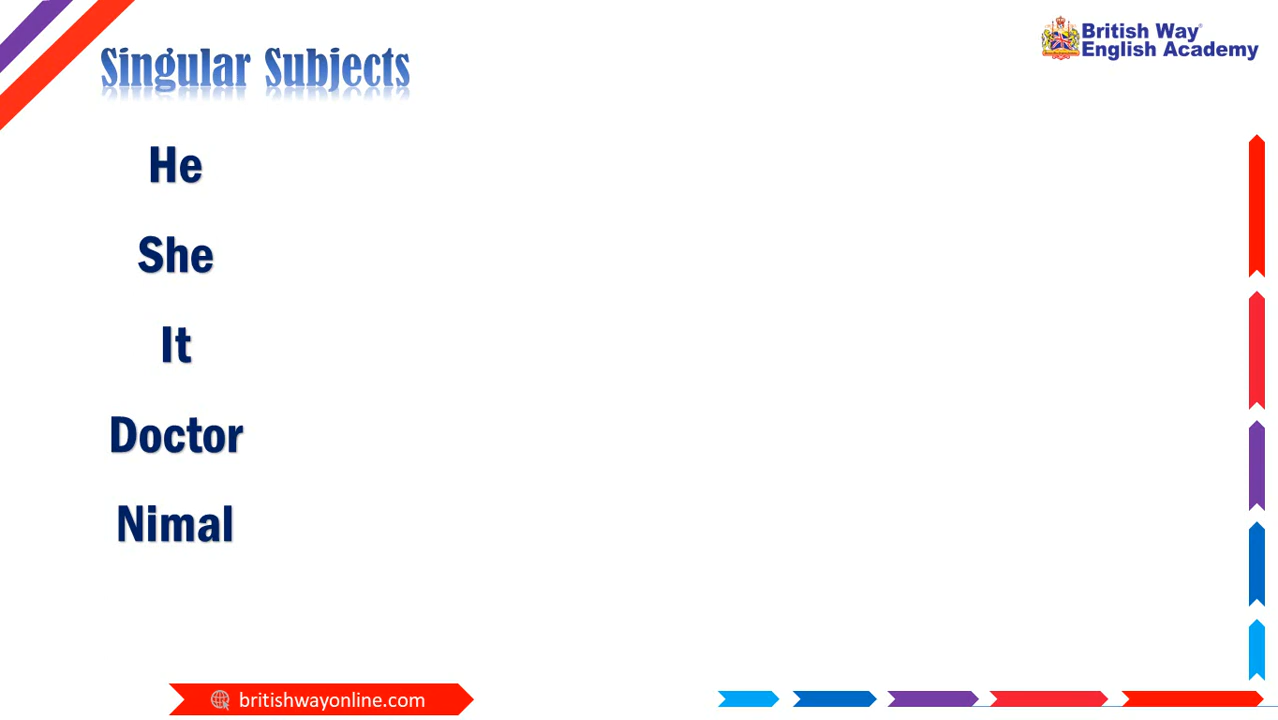 Singular Subjects
British Way
English Academy
He
She
It
Doctor
Nimal
britishwayonline.com